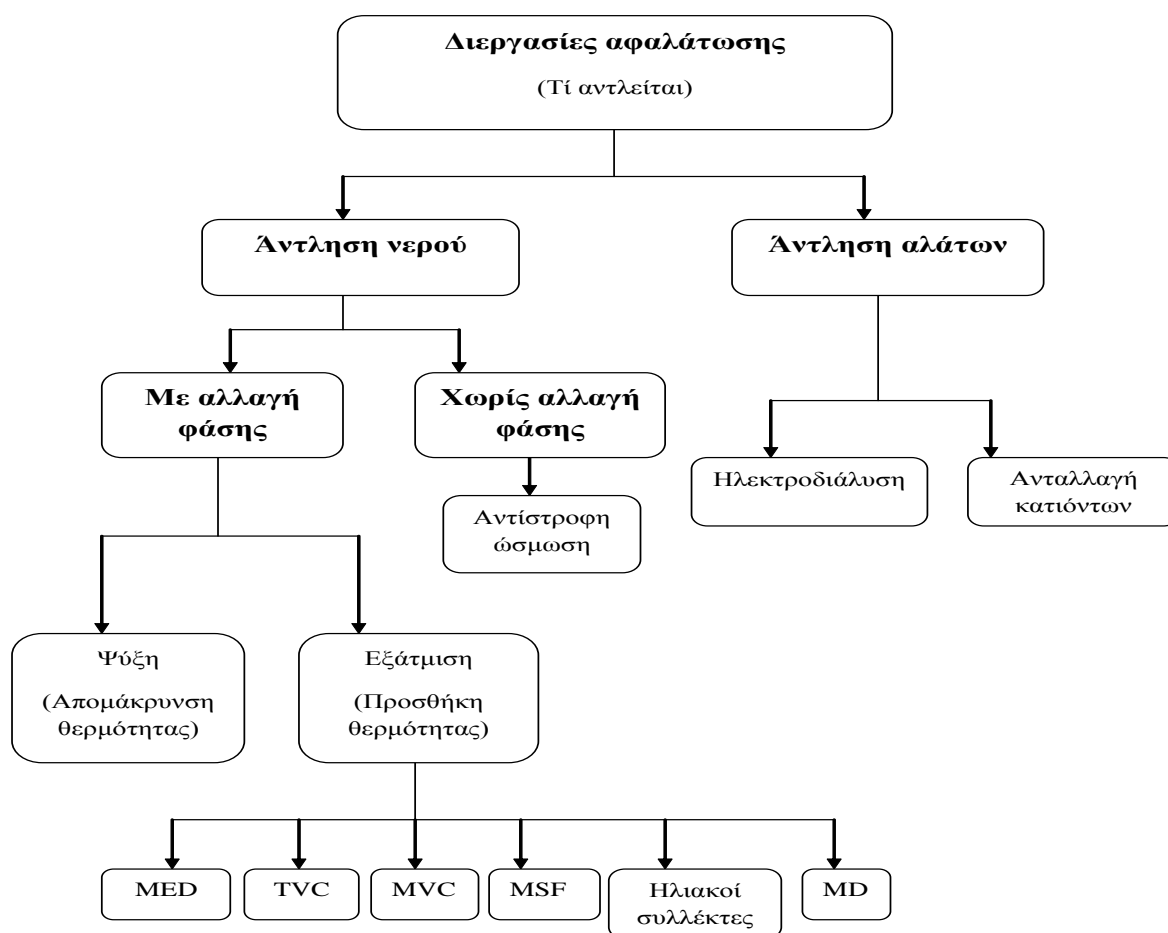 Διεργασίες αφαλάτωσης
(Τί αντλείται)
Άντληση νερού
Άντληση αλάτων
Με αλλαγή
φάσης
Χωρίς αλλαγή
φάσης
Ηλεκτροδιάλυση
Ανταλλαγή
κατιόντων
Αντίστροφη
ώσμωση
Ψύξη
(Απομάκρυνση
θερμότητας)
Εξάτμιση
(Προσθήκη
θερμότητας)
MED
TVC
MVC
MSF
Ηλιακοί
συλλέκτες
MD